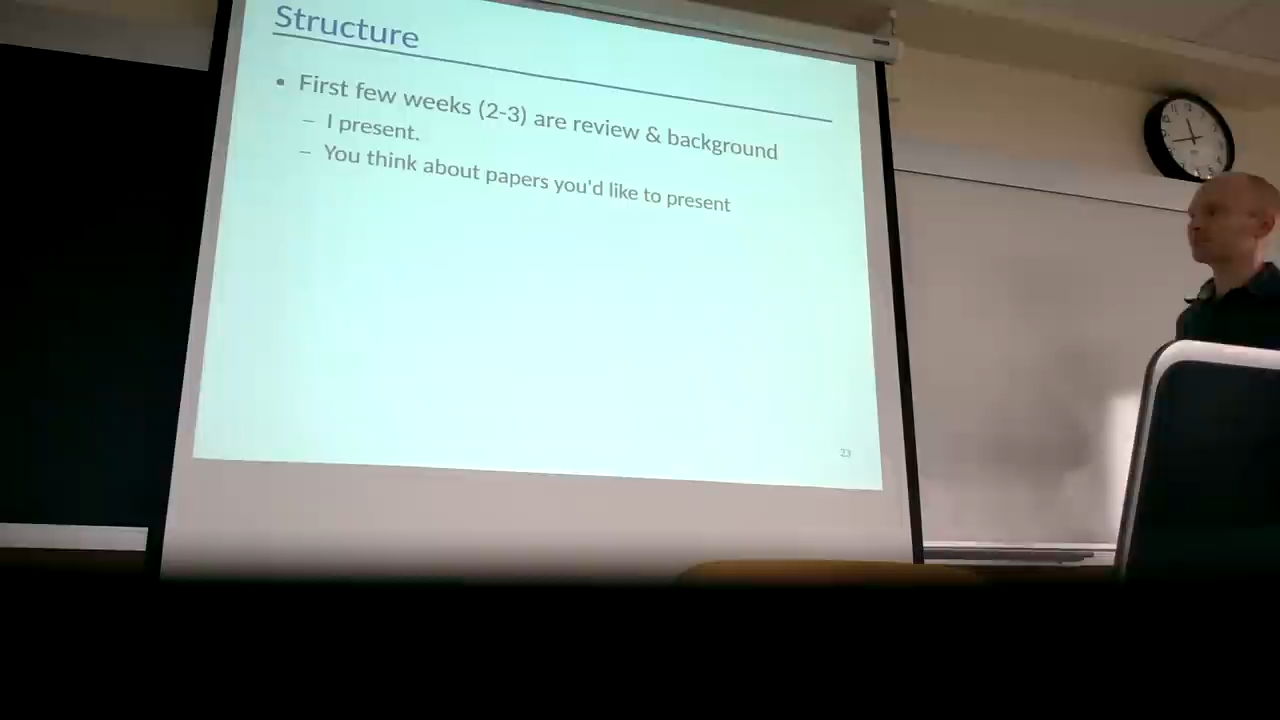 Structure
• First few weeks (2-3) are review & background
– I present.
– You think about papers you'd like to present
23